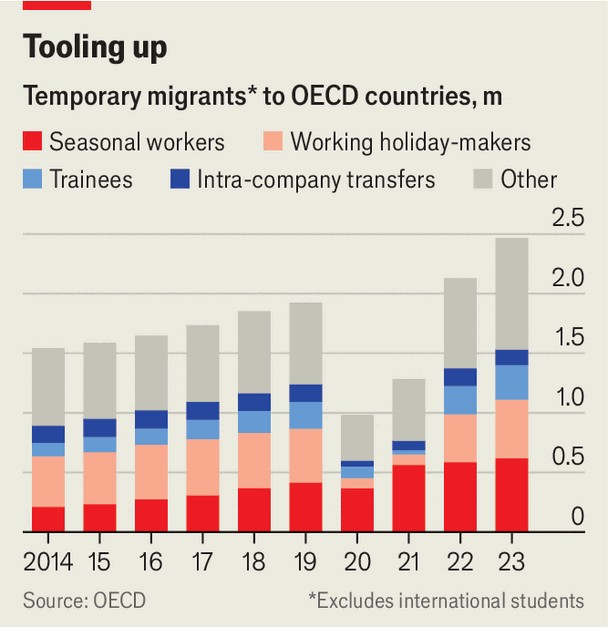 Tooling up
Temporary migrants* to OECD countries, m
Seasonal workers Working holiday-makers
Trainees Intra-company transfers Other
2.5
2.0
1.5
1.0
0.5
0
2014 15 16 17 18 19 20 21 22 23
Source: OECD *Excludes international students